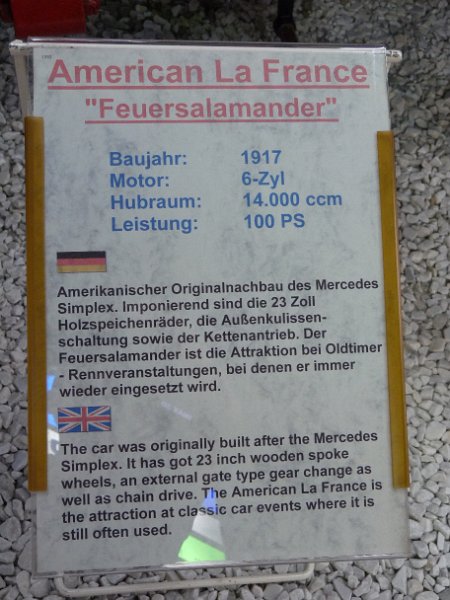 American La France
"Feuersalamander"
Baujahr: 1917
Motor: 6-Zyl
Hubraum: 14.000 ccm
Leistung: 100 PS
Amerikanischer Originalnachbau des Mercedes
Simplex. Imponierend sind die 23 Zoll
Holzspeichenräder, die Außenkulissen-
schaltung sowie der Kettenantrieb. Der
Feuersalamander ist die Attraktion bei Oldtimer
- Rennveranstaltungen, bei denen er immer
wieder eingesetzt wird.
The car was originally built after the Mercedes
Simplex. It has got 23 inch wooden spoke
wheels, an external gate type gear change as
well as chain drive. The American La France is
the attraction at classic car events where it is
still often used.